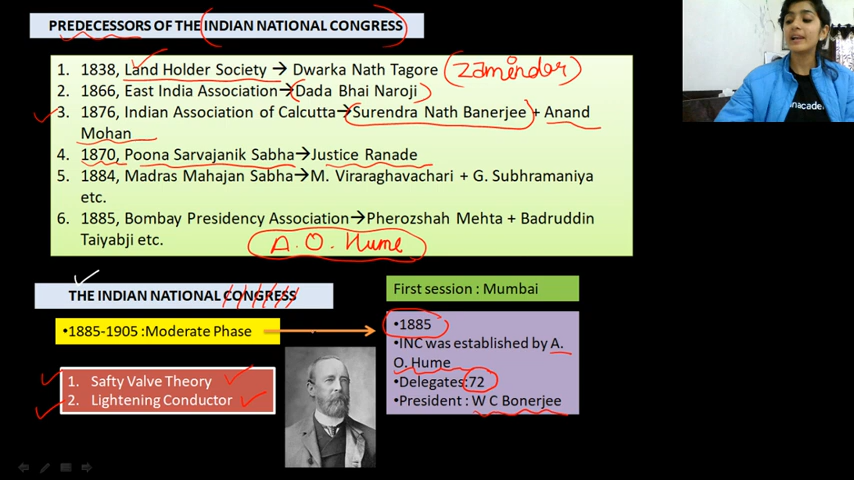 PREDECESSORS OF THE INDIAN NATIONAL CONGRESS
1. 1838, Land Holder Society → Dwarka Nath Tagore (Zamindar)
2. 1866, East India Association→(Dada Bhai Naroji)
3. 1876, Indian Association of Calcutta→Surendra Nath Banerjee + Anand
Mohan
4. 1870, Poona Sarvajanik Sabha→Justice Ranade
5. 1884, Madras Mahajan Sabha→M. Viraraghavachari + G. Subhramaniya
etc.
6. 1885, Bombay Presidency Association→Pherozshah Mehta + Badruddin
Taiyabji etc.
A.O. Hume
THE INDIAN NATIONAL CONGRESS
•1885-1905 :Moderate Phase
1. Safty Valve Theory
2. Lightening Conductor
First session : Mumbai
•1885
•INC was established by A.
O. Hume
•Delegates:72
•President : W C Bonerjee
nacade